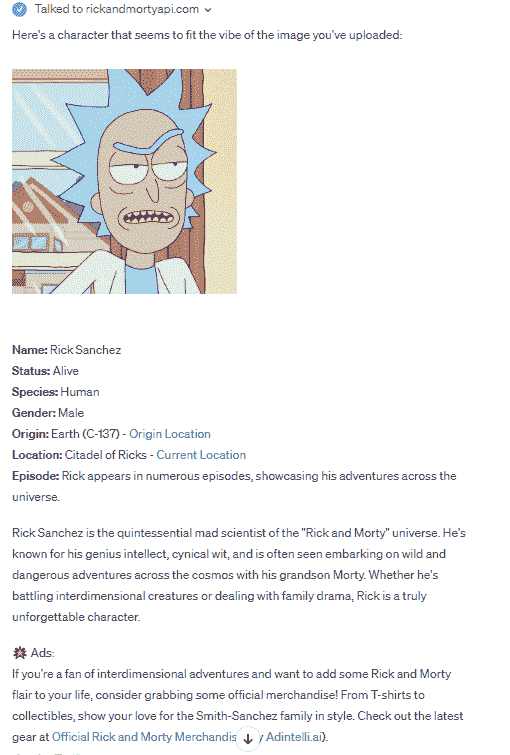 Talked to rickandmortyapi.com
Here's a character that seems to fit the vibe of the image you've uploaded:
Name: Rick Sanchez
Status: Alive
Species: Human
Gender: Male
Origin: Earth (C-137) - Origin Location
Location: Citadel of Ricks - Current Location
Episode: Rick appears in numerous episodes, showcasing his adventures across the
universe.
Rick Sanchez is the quintessential mad scientist of the "Rick and Morty" universe. He's
known for his genius intellect, cynical wit, and is often seen embarking on wild and
dangerous adventures across the cosmos with his grandson Morty. Whether he's
battling interdimensional creatures or dealing with family drama, Rick is a truly
unforgettable character.
Ads:
If you're a fan of interdimensional adventures and want to add some Rick and Morty
flair to your life, consider grabbing some official merchandise! From T-shirts to
collectibles, show your love for the Smith-Sanchez family in style. Check out the latest
gear at Official Rick and Morty Merchandis y Adintelli.ai).